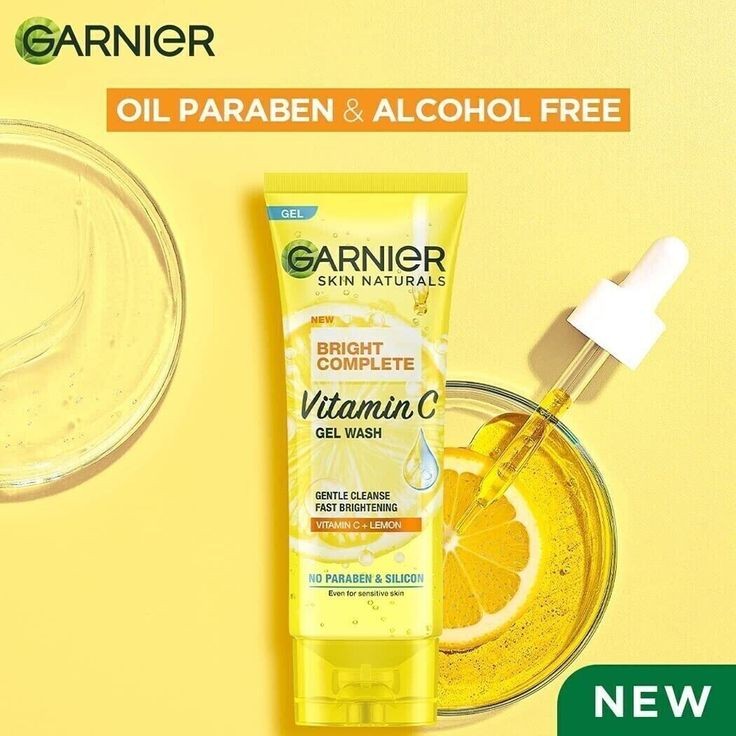 GARNIER
OIL PARABEN & ALCOHOL FREE
GEL
GARNIER
SKIN NATURALS
NEW
BRIGHT
COMPLETE
Vitamin C
GEL WASH
GENTLE CLEANSE
FAST BRIGHTENING
VITAMIN C + LEMON
NO PARABEN & SILICON
Even for sensitive skin
NEW